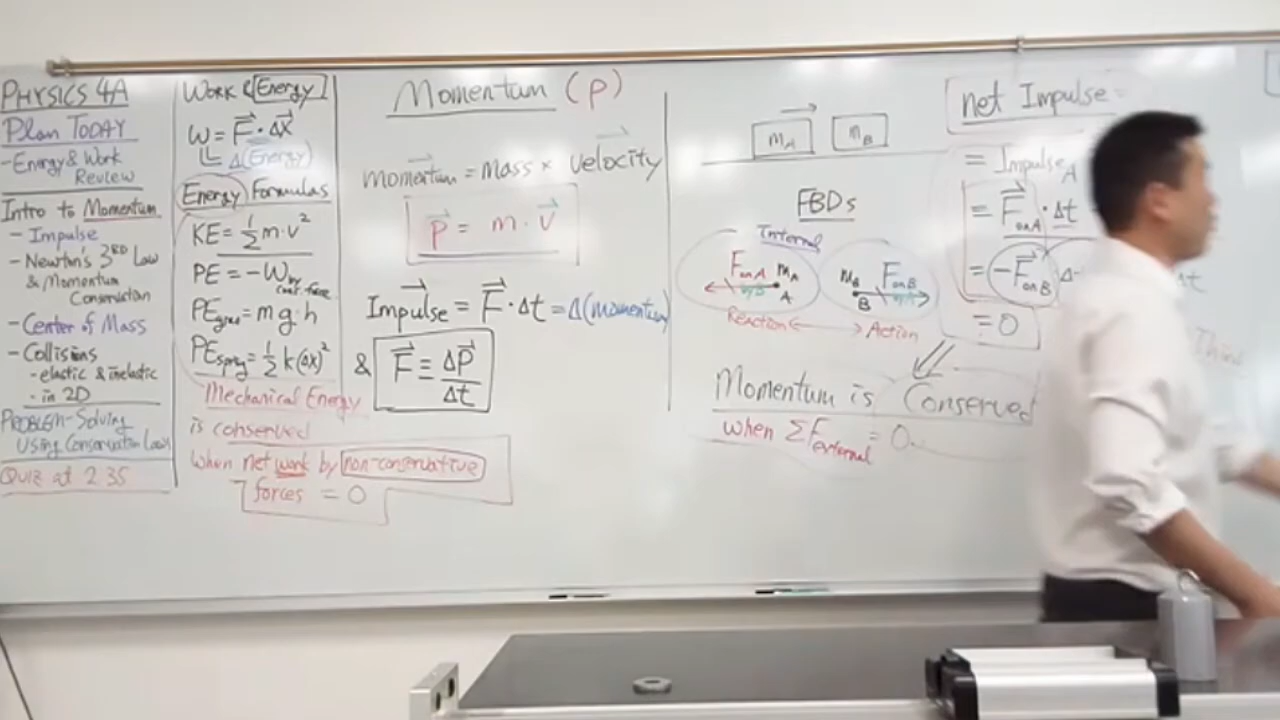 PHYSICS 4A
Plan TODAY
- Energy & Work
Review
Intro to Momentum
- Impulse
- Newton's 3RD Law
& Momentum
Conservation
- Center of Mass
- Collisions
- elastic & inelastic
- in 2D
PROBLEM-Solving
Using Conservation Laws
Quiz at 2:35
Work & Energy
W = F · Δx
Δ(Energy)
Energy Formulas
KE = 1/2 m·v²
PE = -W by cons. force
PEgrav = m g·h
PEspring = 1/2 k(Δx)²
Mechanical Energy
is conserved
When net work by non-conservative
forces = 0
Momentum (p)
momentum = mass × velocity
p = m · v
Impulse = F · Δt = Δ(momentum)
& F ≡ Δp/Δt
mA mB
FBDs
Internal
FonA mA
A
mB FonB
B
Reaction Action
Momentum is Conserved
when ΣFexternal = 0
net Impulse =
= ImpulseA
= FonA · Δt
= -FonB Δ
= 0